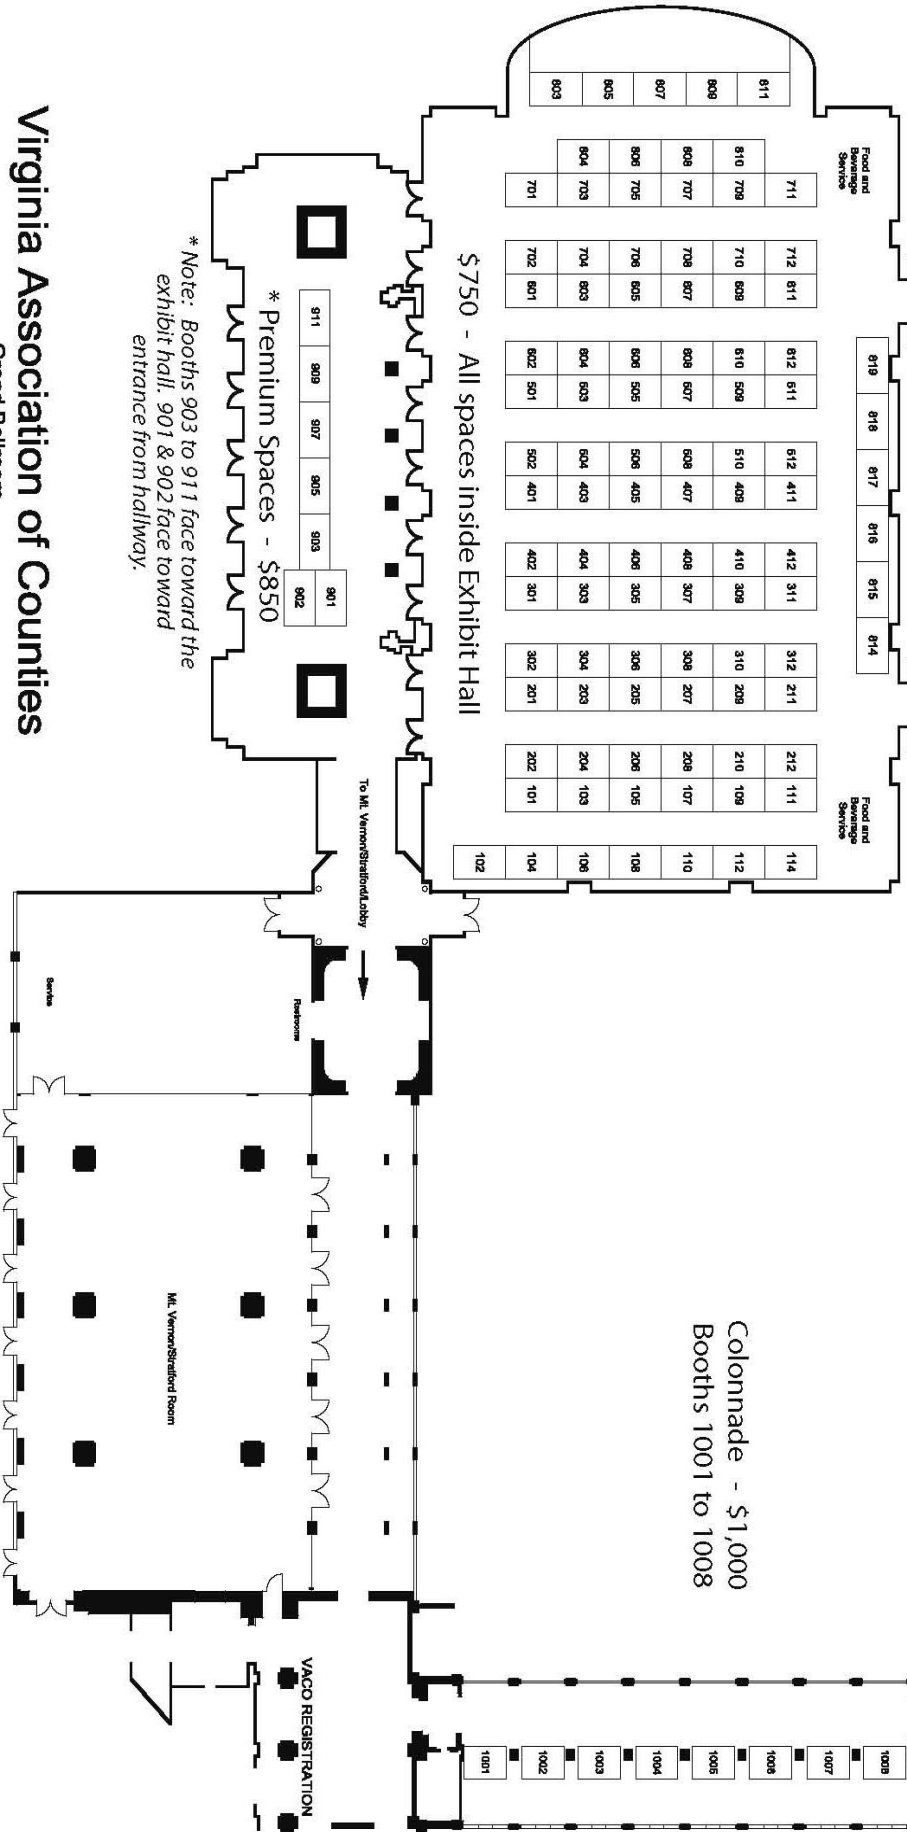 1008
819 818 817 816 815 814
Food and
Beverage
Service
Food and
Beverage
Service
1007
711 712 611 612 511 512 411 412 311 312 211 212 111 114
811
1006
810 709 710 609 610 509 510 409 410 309 310 209 210 109 112
Colonnade - $1,000
Booths 1001 to 1008
809
1005
808 707 708 607 608 507 508 407 408 307 308 207 208 107 110
807
1004
806 705 706 605 606 505 506 405 406 305 306 205 206 105 108
805
1003
804 703 704 603 604 503 504 403 404 303 304 203 204 103 106
803
1002
701 702 601 602 501 502 401 402 301 302 201 202 101 104
1001
102
$750 - All spaces inside Exhibit Hall
To Mt. Vernon/Stratford/Lobby
901
911 909 907 905 903
902
VACO REGISTRATION
Restrooms
* Premium Spaces - $850
* Note: Booths 903 to 911 face toward the
exhibit hall. 901 & 902 face toward
entrance from hallway.
Mt. Vernon/Stratford Room
Service
Virginia Association of Counties
Grand Ballroom